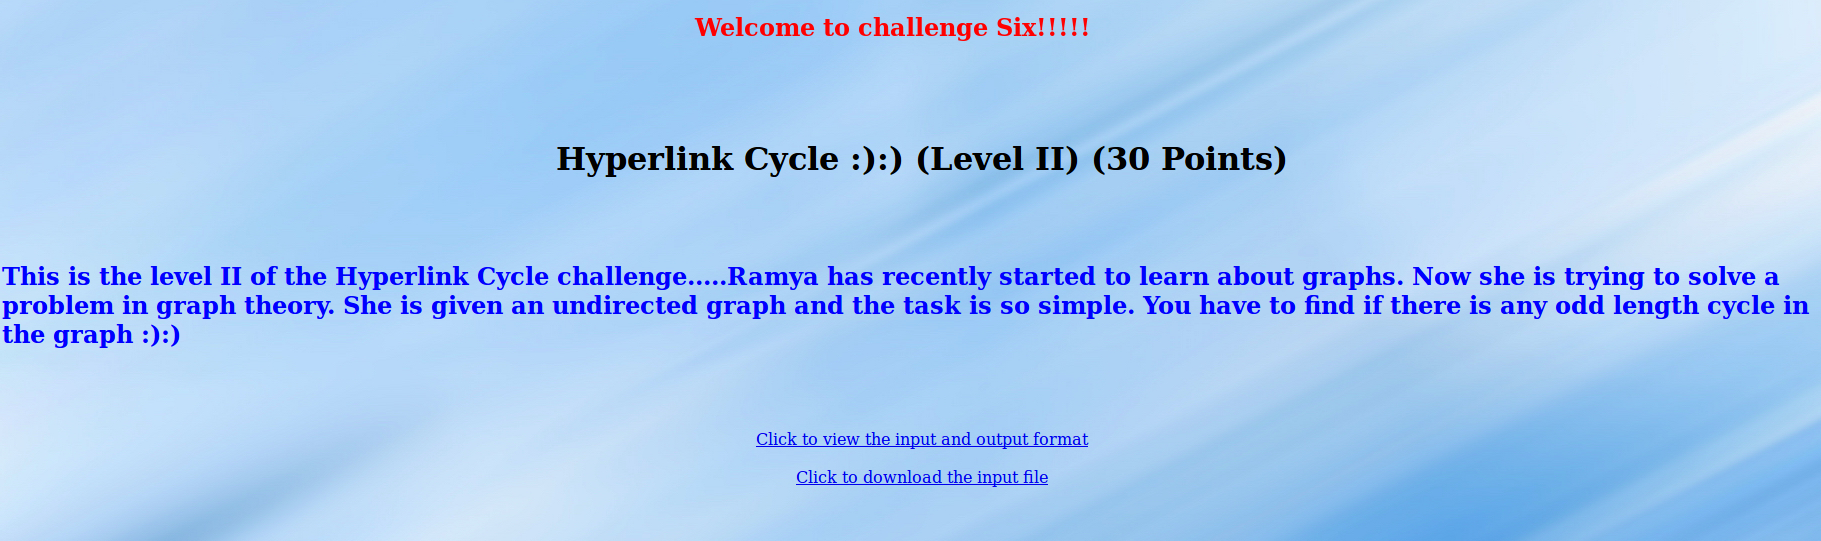 Welcome to challenge Six!!!!!
Hyperlink Cycle :):) (Level II) (30 Points)
This is the level II of the Hyperlink Cycle challenge.....Ramya has recently started to learn about graphs. Now she is trying to solve a
problem in graph theory. She is given an undirected graph and the task is so simple. You have to find if there is any odd length cycle in
the graph :):)
Click to view the input and output format
Click to download the input file